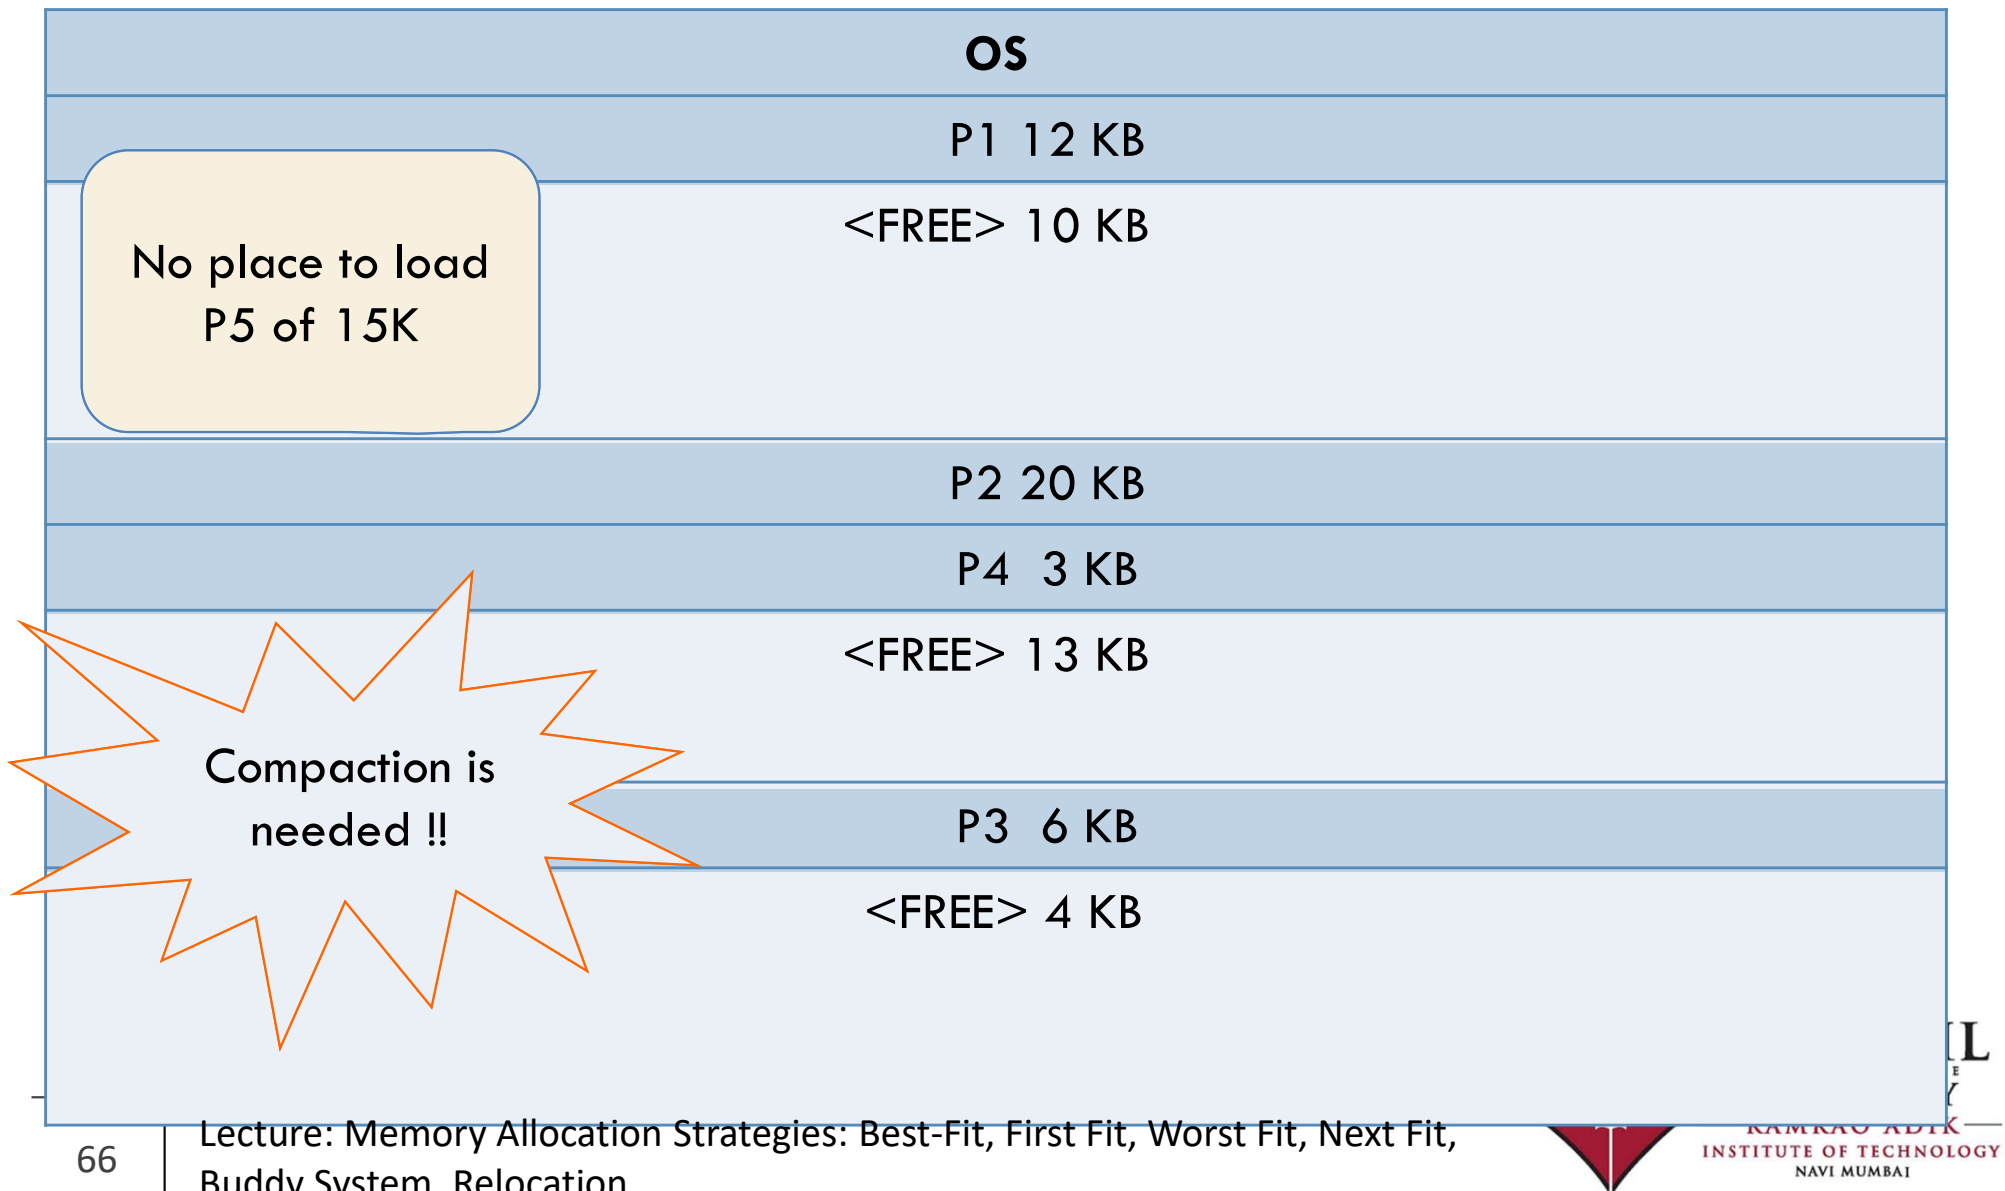 OS
P1 12 KB
No place to load
P5 of 15K
<FREE> 10 KB
P2 20 KB
P4 3 KB
<FREE> 13 KB
Compaction is
needed !!
P3 6 KB
<FREE> 4 KB
66
Lecture: Memory Allocation Strategies: Best-Fit, First Fit, Worst Fit, Next Fit,
Buddy System, Relocation
RAMRAO ADIK
INSTITUTE OF TECHNOLOGY
NAVI MUMBAI